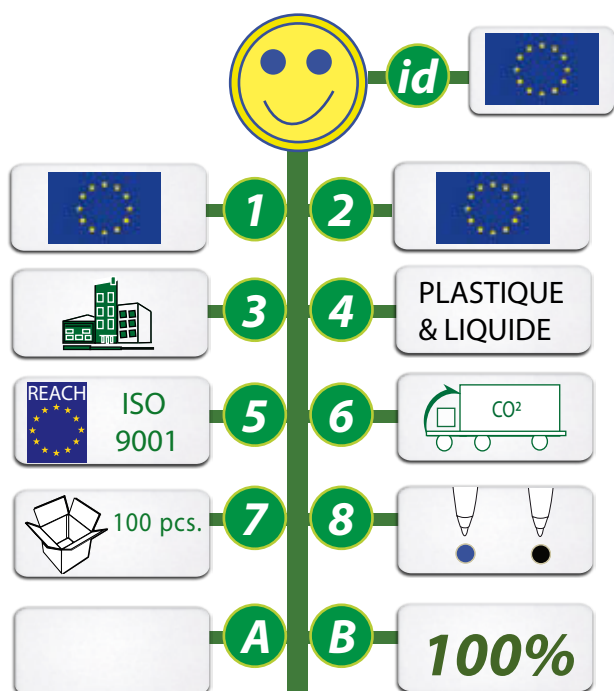 id
1
2
3
4
PLASTIQUE
& LIQUIDE
REACH
ISO
9001
5
6
CO²
100 pcs.
7
8
A
B
100%